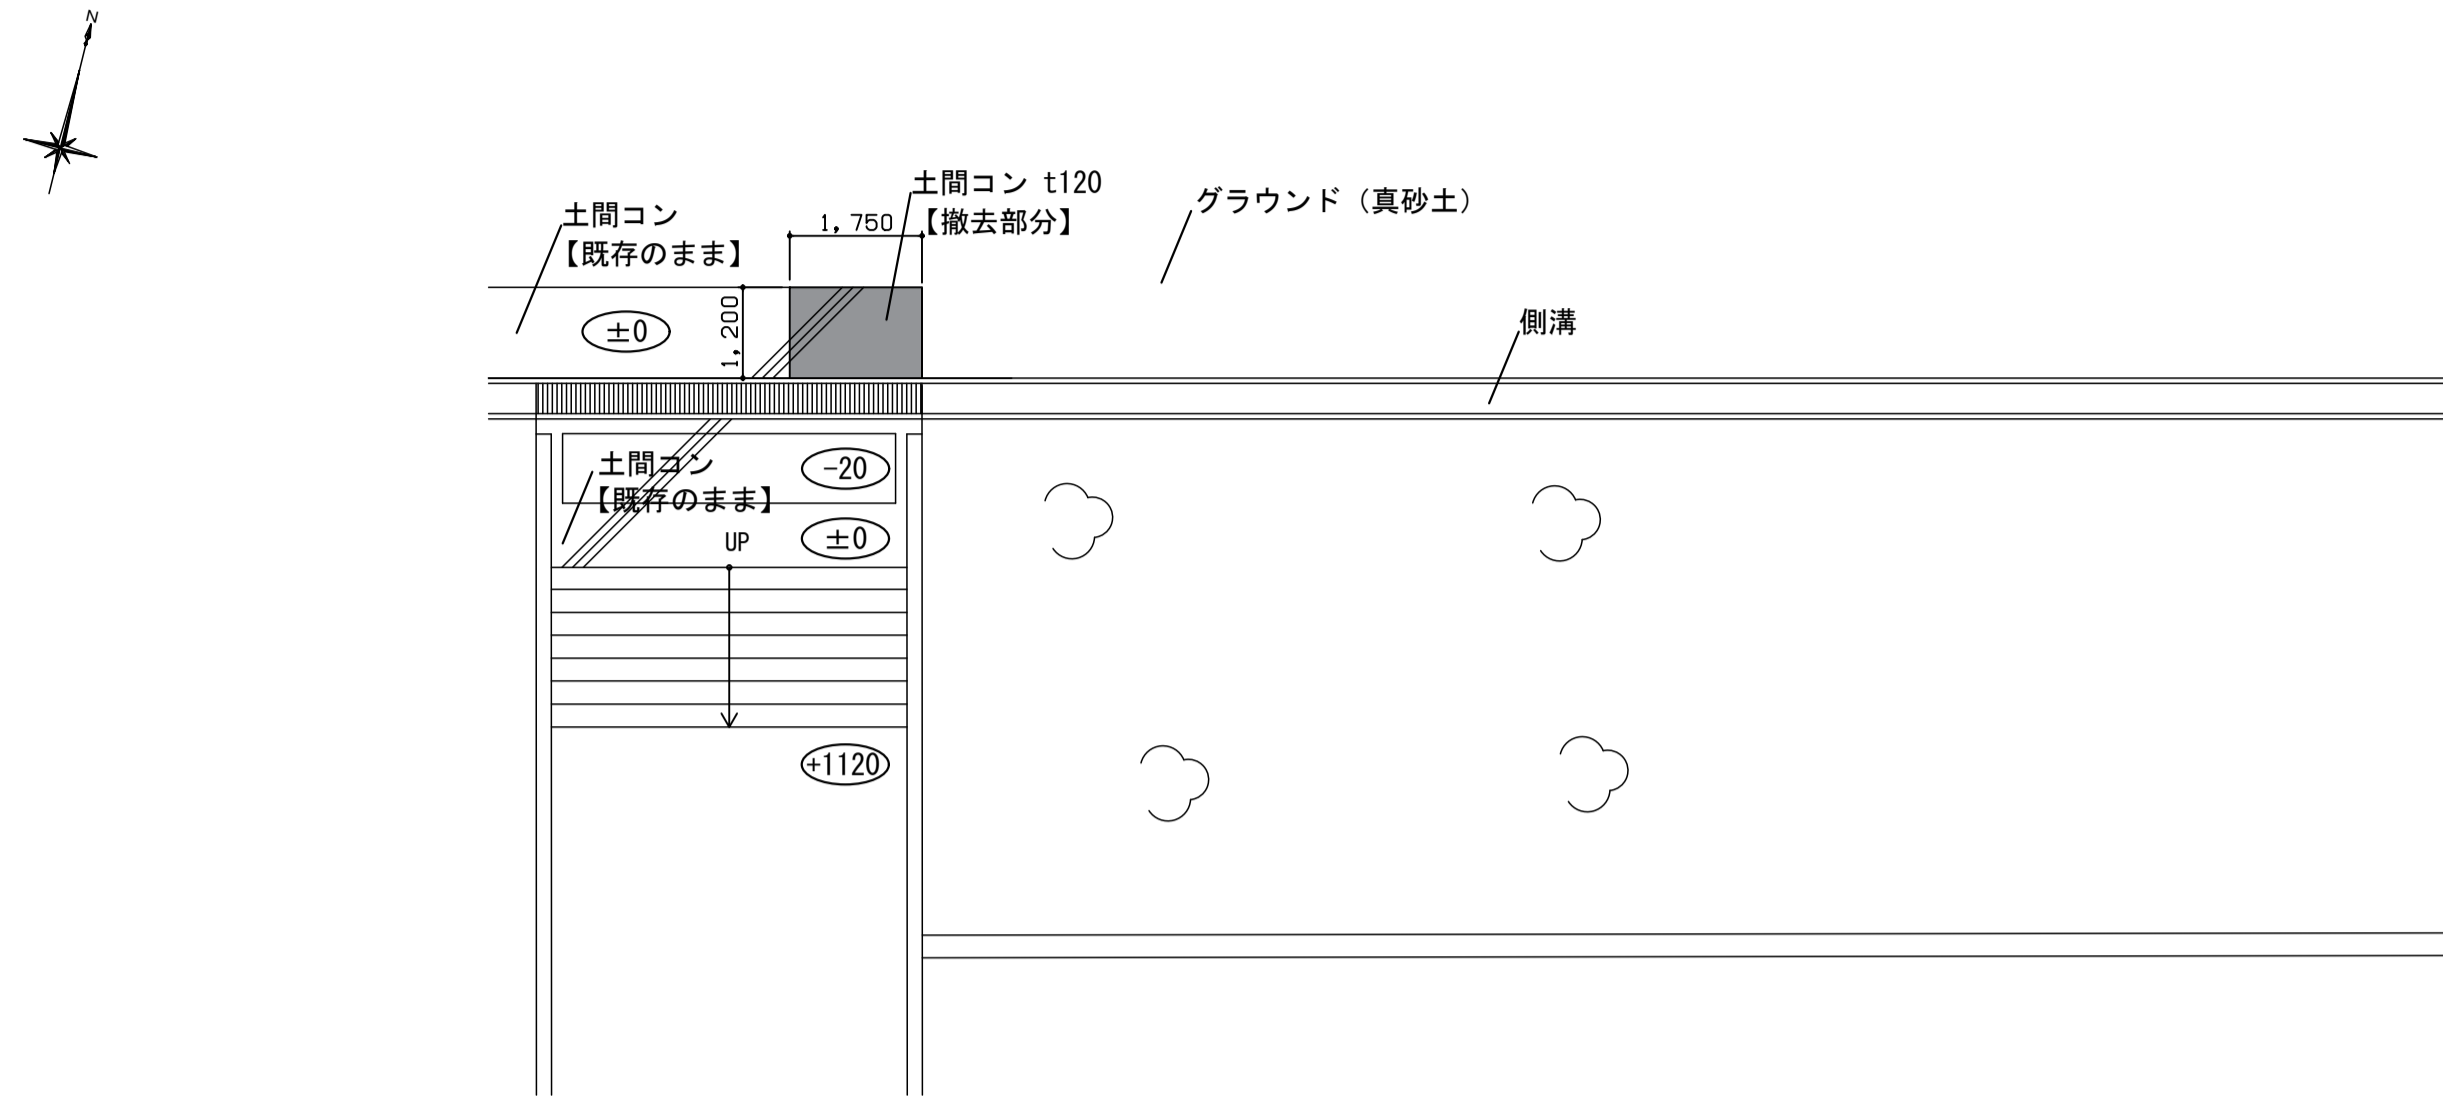 N
土間コン t120
【撤去部分】
グラウンド（真砂土）
土間コン
【既存のまま】
1,750
1,200
±0
側溝
土間コン
【既存のまま】
-20
±0
UP
+1120